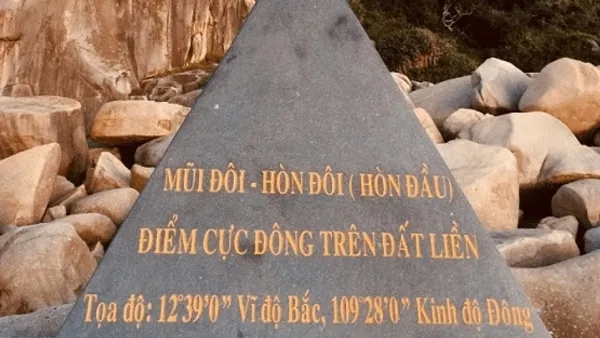 MŨI ĐÔI - HÒN ĐÔI ( HÒN ĐẦU)
ĐIỂM CỰC ĐÔNG TRÊN ĐẤT LIỀN
Tọa độ: 12°39'0" Vĩ độ Bắc, 109°28'0" Kinh độ Đông